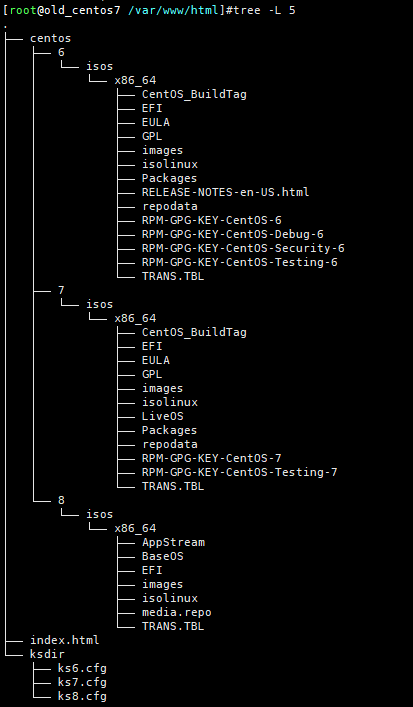 [root@old_centos7 /var/www/html]#tree -L 5
.
├── centos
│   ├── 6
│   │   └── isos
│   │       └── x86_64
│   │           ├── CentOS_BuildTag
│   │           ├── EFI
│   │           ├── EULA
│   │           ├── GPL
│   │           ├── images
│   │           ├── isolinux
│   │           ├── Packages
│   │           ├── RELEASE-NOTES-en-US.html
│   │           ├── repodata
│   │           ├── RPM-GPG-KEY-CentOS-6
│   │           ├── RPM-GPG-KEY-CentOS-Debug-6
│   │           ├── RPM-GPG-KEY-CentOS-Security-6
│   │           ├── RPM-GPG-KEY-CentOS-Testing-6
│   │           └── TRANS.TBL
│   ├── 7
│   │   └── isos
│   │       └── x86_64
│   │           ├── CentOS_BuildTag
│   │           ├── EFI
│   │           ├── EULA
│   │           ├── GPL
│   │           ├── images
│   │           ├── isolinux
│   │           ├── LiveOS
│   │           ├── Packages
│   │           ├── repodata
│   │           ├── RPM-GPG-KEY-CentOS-7
│   │           ├── RPM-GPG-KEY-CentOS-Testing-7
│   │           └── TRANS.TBL
│   └── 8
│       └── isos
│           └── x86_64
│               ├── AppStream
│               ├── BaseOS
│               ├── EFI
│               ├── images
│               ├── isolinux
│               ├── media.repo
│               └── TRANS.TBL
├── index.html
└── ksdir
    ├── ks6.cfg
    ├── ks7.cfg
    └── ks8.cfg